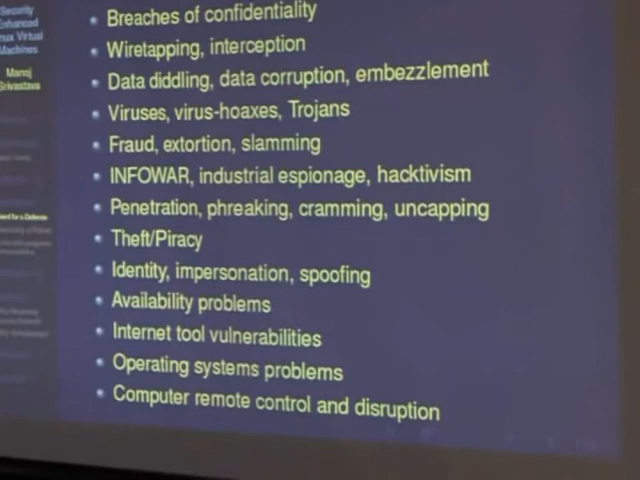 Security
Enhanced
Linux Virtual
Machines
Manoj
Srivastava
Breaches of confidentiality
Wiretapping, interception
Data diddling, data corruption, embezzlement
Viruses, virus-hoaxes, Trojans
Fraud, extortion, slamming
INFOWAR, industrial espionage, hacktivism
Penetration, phreaking, cramming, uncapping
Theft/Piracy
Identity, impersonation, spoofing
Availability problems
Internet tool vulnerabilities
Operating systems problems
Computer remote control and disruption